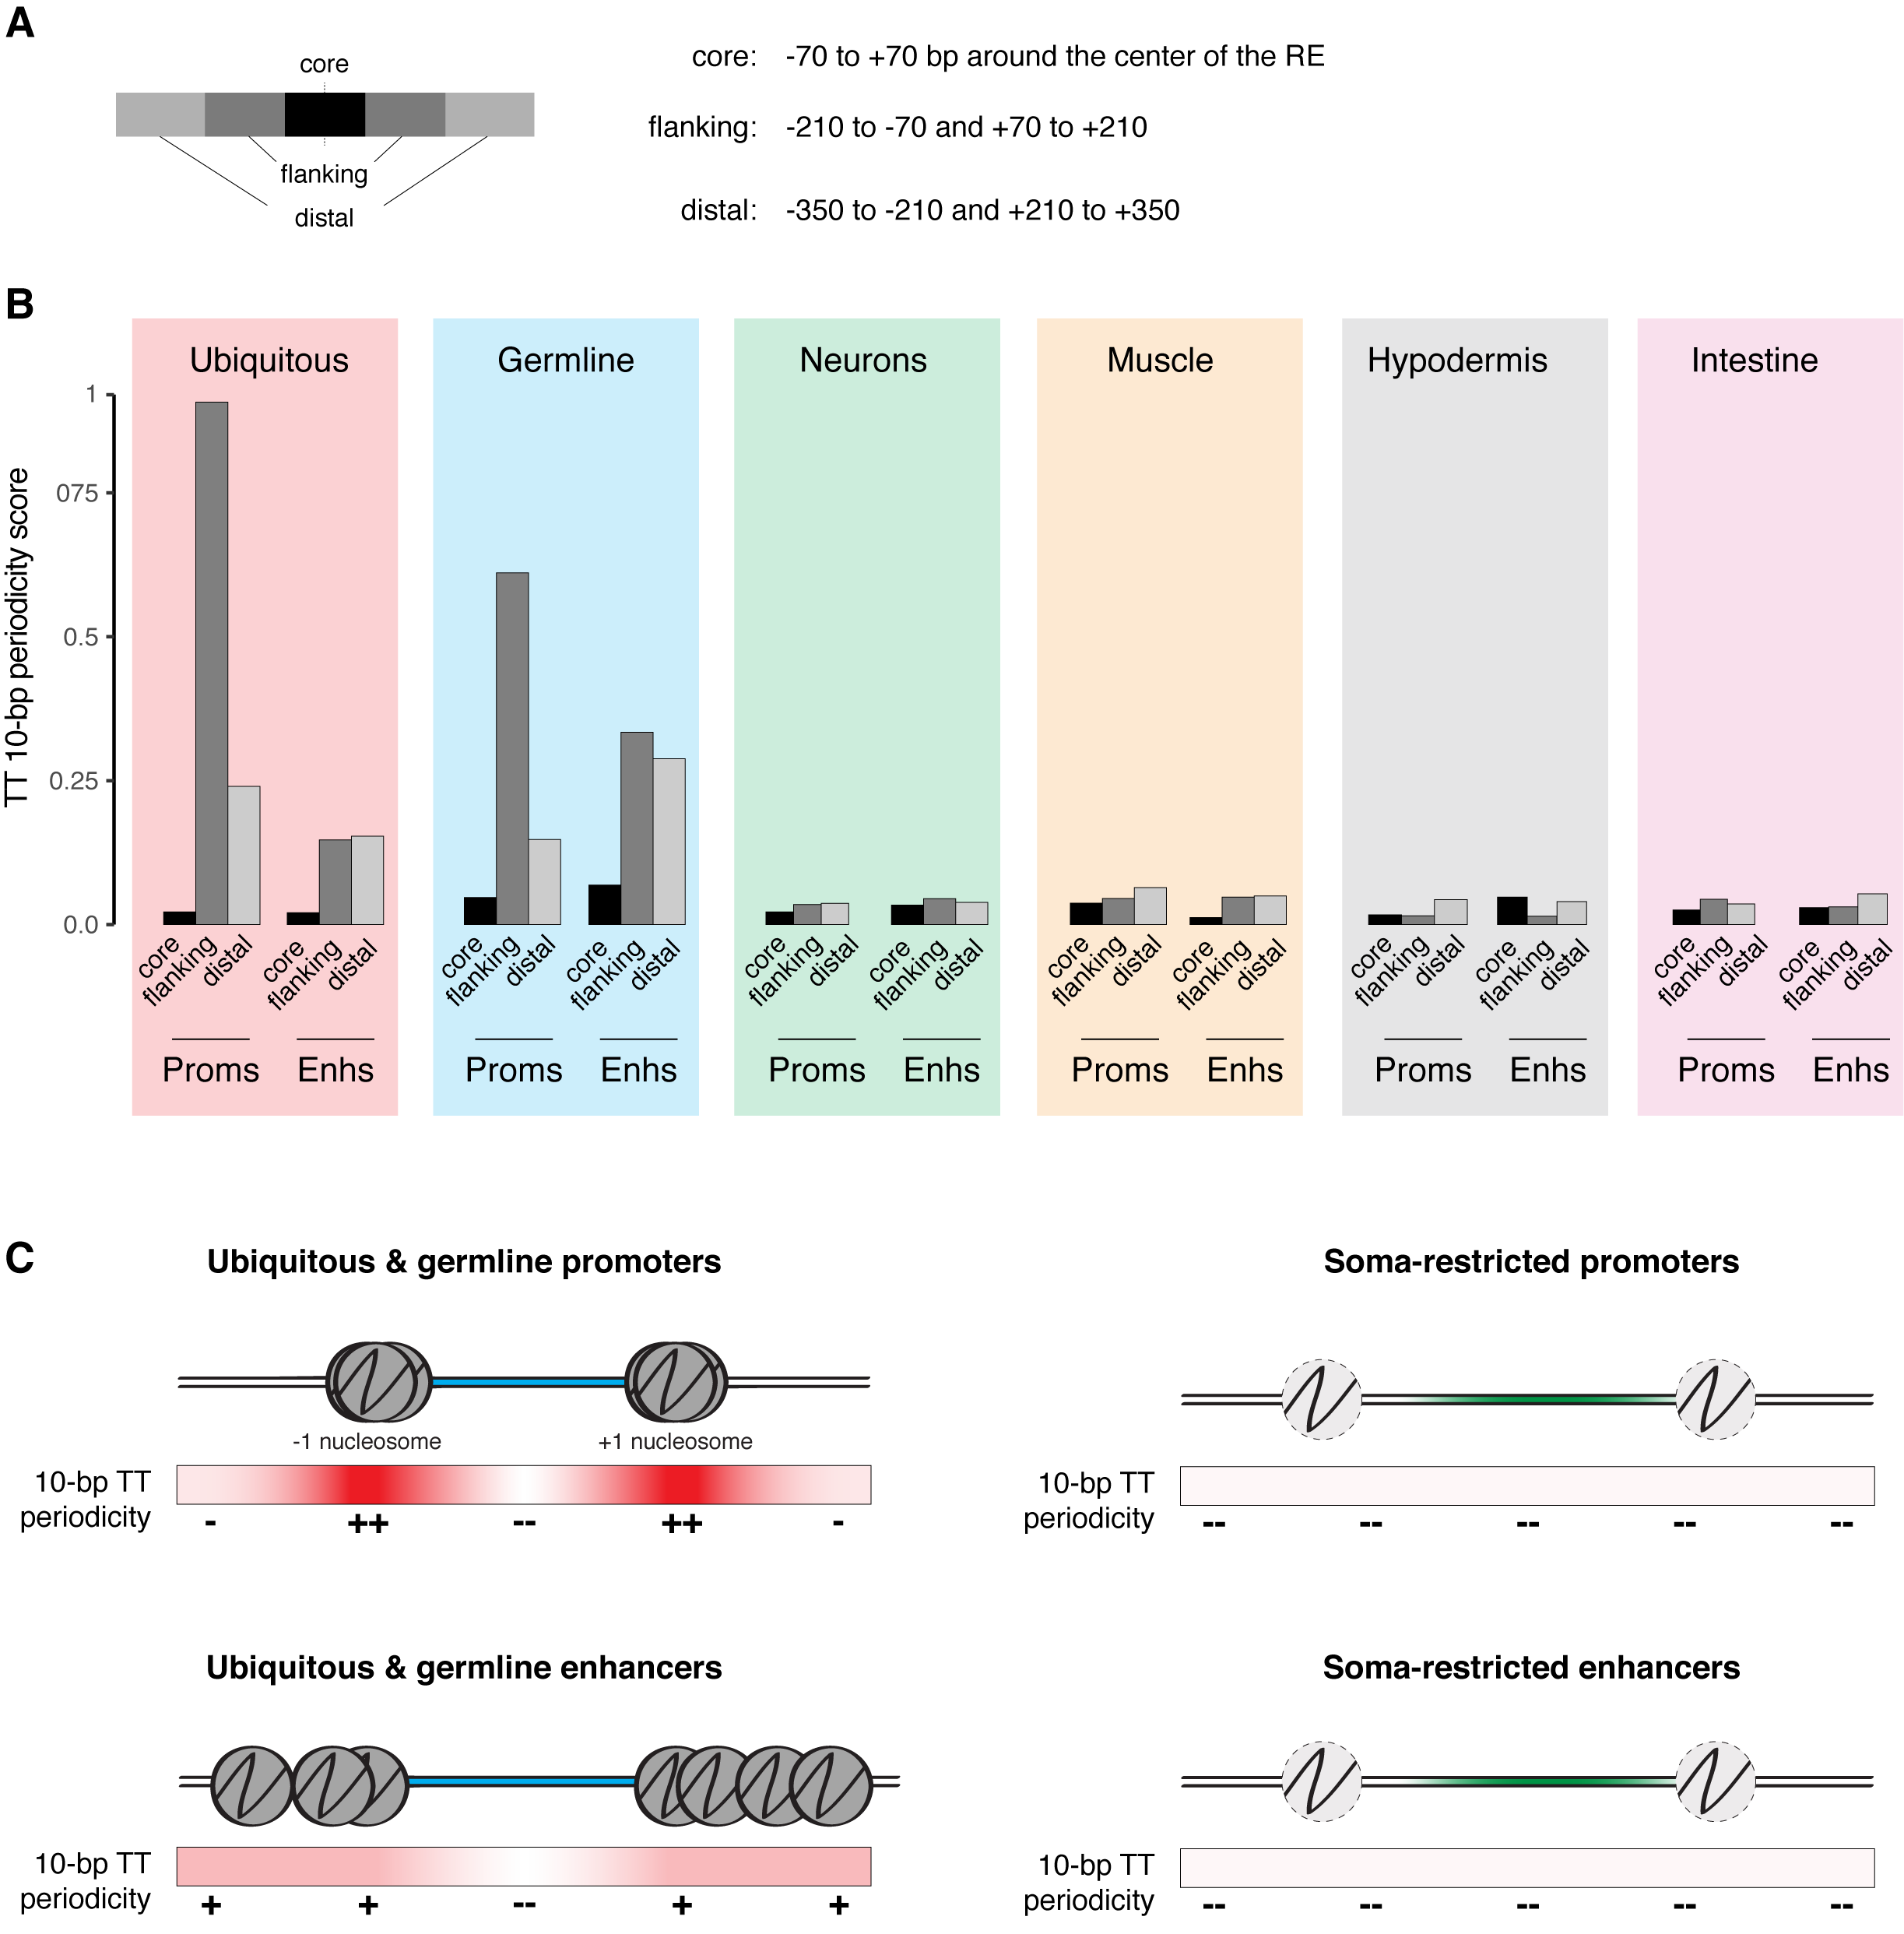 A
core
flanking
distal
core: -70 to +70 bp around the center of the RE
flanking: -210 to -70 and +70 to +210
distal: -350 to -210 and +210 to +350
B
Ubiquitous Germline Neurons Muscle Hypodermis Intestine
TT 10-bp periodicity score
1
075
0.5
0.25
0.0
core flanking distal core flanking distal core flanking distal core flanking distal core flanking distal core flanking distal core flanking distal core flanking distal core flanking distal core flanking distal core flanking distal core flanking distal
Proms Enhs Proms Enhs Proms Enhs Proms Enhs Proms Enhs Proms Enhs
C
Ubiquitous & germline promoters
-1 nucleosome +1 nucleosome
10-bp TT
periodicity
- ++ -- ++ -
Soma-restricted promoters
10-bp TT
periodicity
-- -- -- -- --
Ubiquitous & germline enhancers
10-bp TT
periodicity
+ + -- + +
Soma-restricted enhancers
10-bp TT
periodicity
-- -- -- -- --